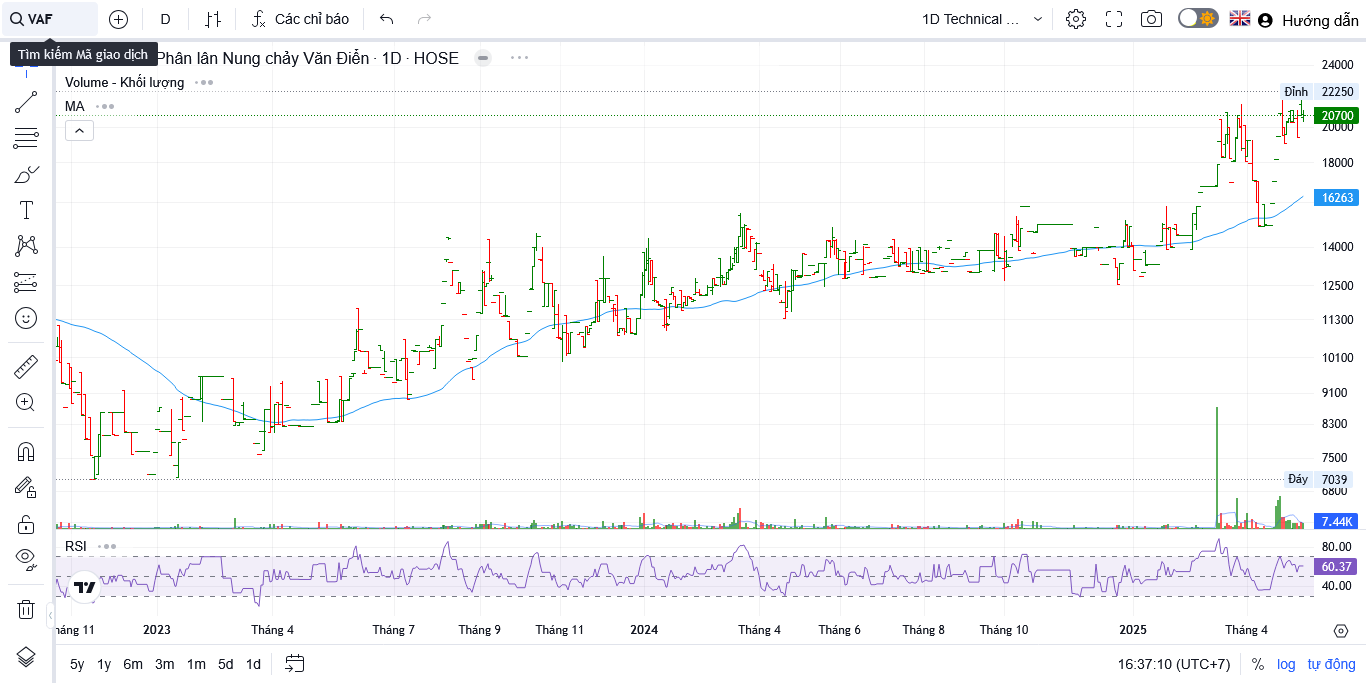 VAF
D
Các chỉ báo
1D Technical ...
Hướng dẫn
Tìm kiếm Mã giao dịch
Phân lân Nung chảy Văn Điển · 1D · HOSE
Volume - Khối lượng
MA
24000
Đỉnh 22250
20700
20000
18000
16263
14000
12500
11300
10100
9100
8300
7500
Đáy 7039
6800
7.44K
RSI
80.00
60.37
40.00
háng 11 2023 Tháng 4 Tháng 7 Tháng 9 Tháng 11 2024 Tháng 4 Tháng 6 Tháng 8 Tháng 10 2025 Tháng 4
5y 1y 6m 3m 1m 5d 1d
16:37:10 (UTC+7) % log tự động